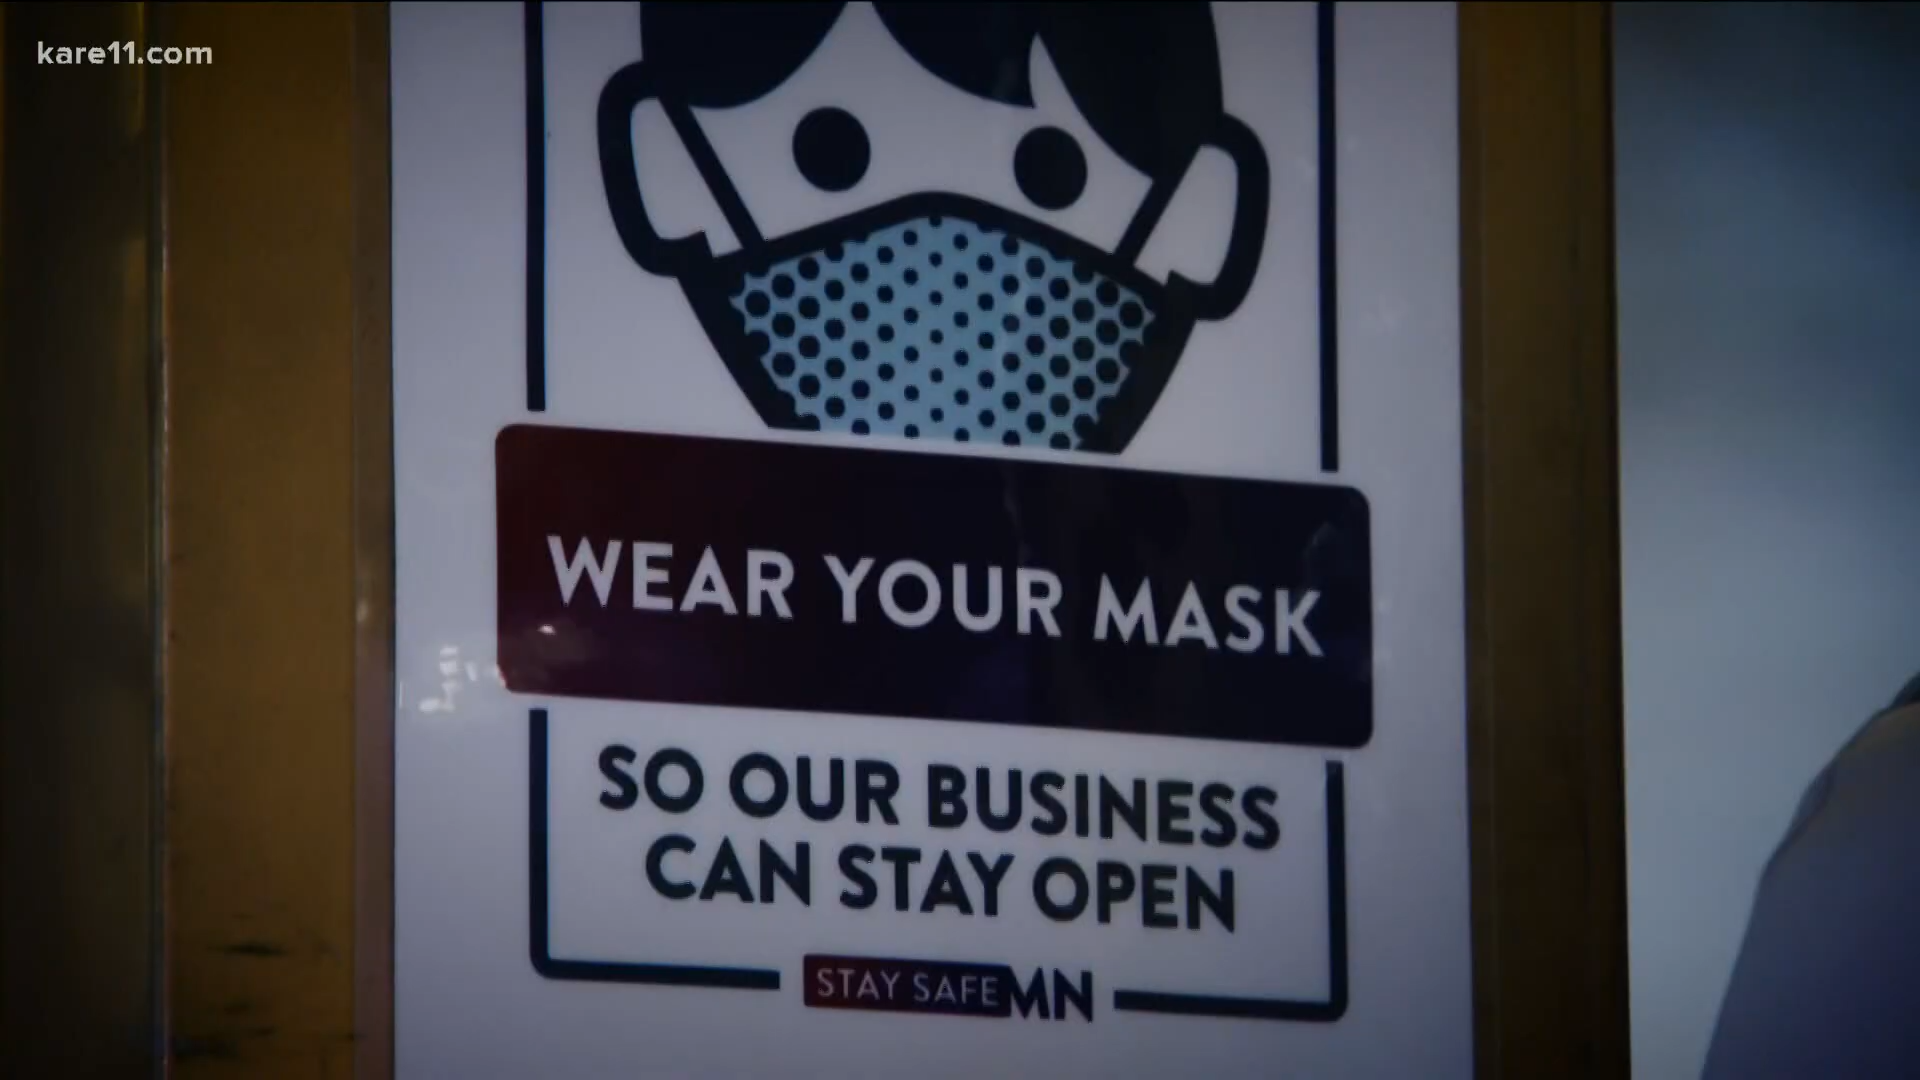 kare11.com
WEAR YOUR MASK
SO OUR BUSINESS
CAN STAY OPEN
STAY SAFE MN